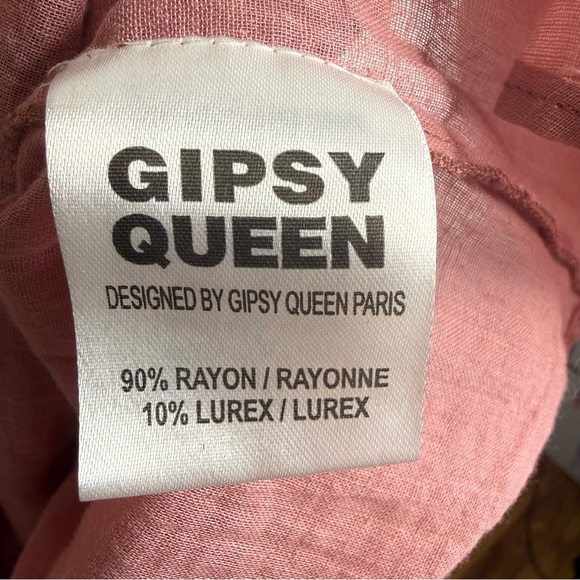 GIPSY
QUEEN
DESIGNED BY GIPSY QUEEN PARIS
90% RAYON / RAYONNE
10% LUREX / LUREX